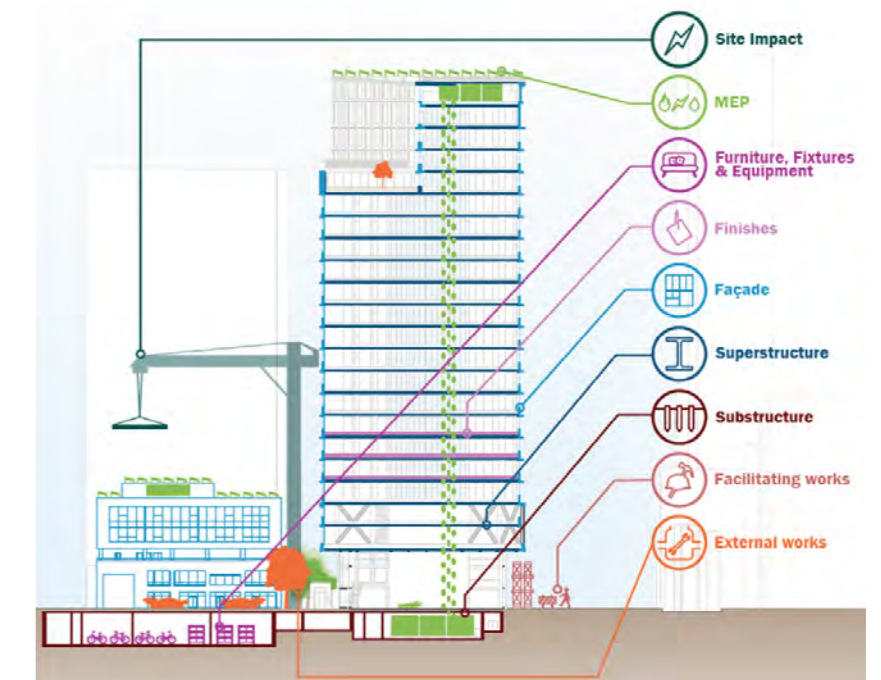 Site Impact
MEP
Furniture, Fixtures
& Equipment
Finishes
Façade
Superstructure
Substructure
Facilitating works
External works